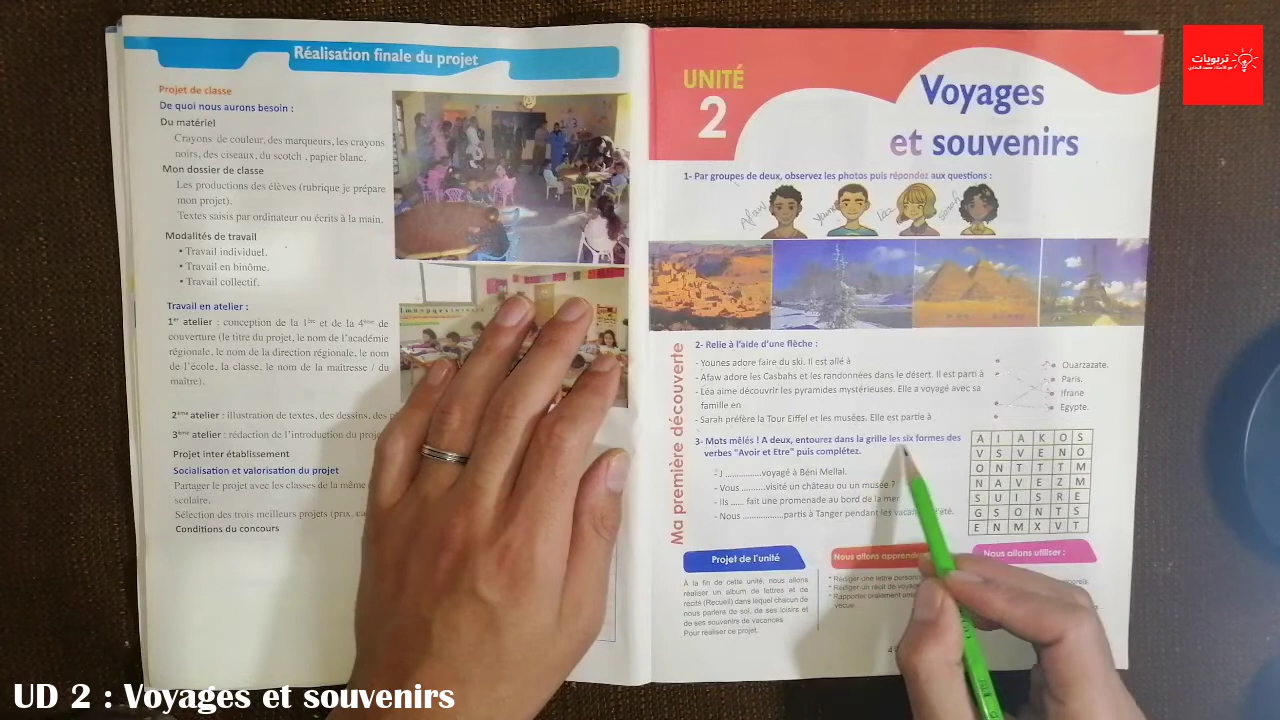 Réalisation finale du projet
Projet de classe
De quoi nous aurons besoin :
Du matériel
Crayons de couleur, des marqueurs, les crayons
noirs, des ciseaux, du scotch , papier blanc.
Mon dossier de classe
Les productions des élèves (rubrique je prépare
mon projet).
Textes saisis par ordinateur ou écrits à la main.
Modalités de travail
• Travail individuel.
• Travail en binôme.
• Travail collectif.
Travail en atelier :
1er atelier : conception de la 1ère et de la 4ème de
couverture (le titre du projet, le nom de l'académie
régionale, le nom de la direction régionale, le nom
de l'école, la classe, le nom de la maîtresse / du
maître).
2ème atelier : illustration de textes, des dessins, des
3ème atelier : rédaction de l'introduction du
Projet inter établissement
Socialisation et valorisation du projet
Partager le projet avec les classes de la même
scolaire.
Sélection des trois meilleurs projets (prix,
Conditions du concours
UNITÉ
2
Voyages
et souvenirs
1- Par groupes de deux, observez les photos puis répondez aux questions :
Afaw Younes Léa Sarah
Ma première découverte
2- Relie à l'aide d'une flèche :
- Younes adore faire du ski. Il est allé à
- Afaw adore les Casbahs et les randonnées dans le désert. Il est parti à
- Léa aime découvrir les pyramides mystérieuses. Elle a voyagé avec sa
famille en
- Sarah préfère la Tour Eiffel et les musées. Elle est partie à
Ouarzazate.
Paris.
Ifrane
Egypte.
3- Mots mêlés ! A deux, entourez dans la grille les six formes des
verbes "Avoir et Etre" puis complétez.
- J ................voyagé à Béni Mellal.
- Vous ..........visité un château ou un musée ?
- Ils ...... fait une promenade au bord de la mer
- Nous .................partis à Tanger pendant les
A I A K O S
V S V E N O
O N T T T M
N A V E Z M
S U I S R E
G S O N T S
E N M X V T
Projet de l'unité
À la fin de cette unité, nous allons
réaliser un album de lettres et de
récits (Recueil) dans lequel chacun de
nous parlera de soi, de ses loisirs et
de ses souvenirs de vacances.
Pour réaliser ce projet,
Nous allons apprendre
* Rédiger une lettre
* Rédiger un récit de
* Rapporter oralement
vécue.
Nous allons utiliser :
تربويات
UD 2 : Voyages et souvenirs